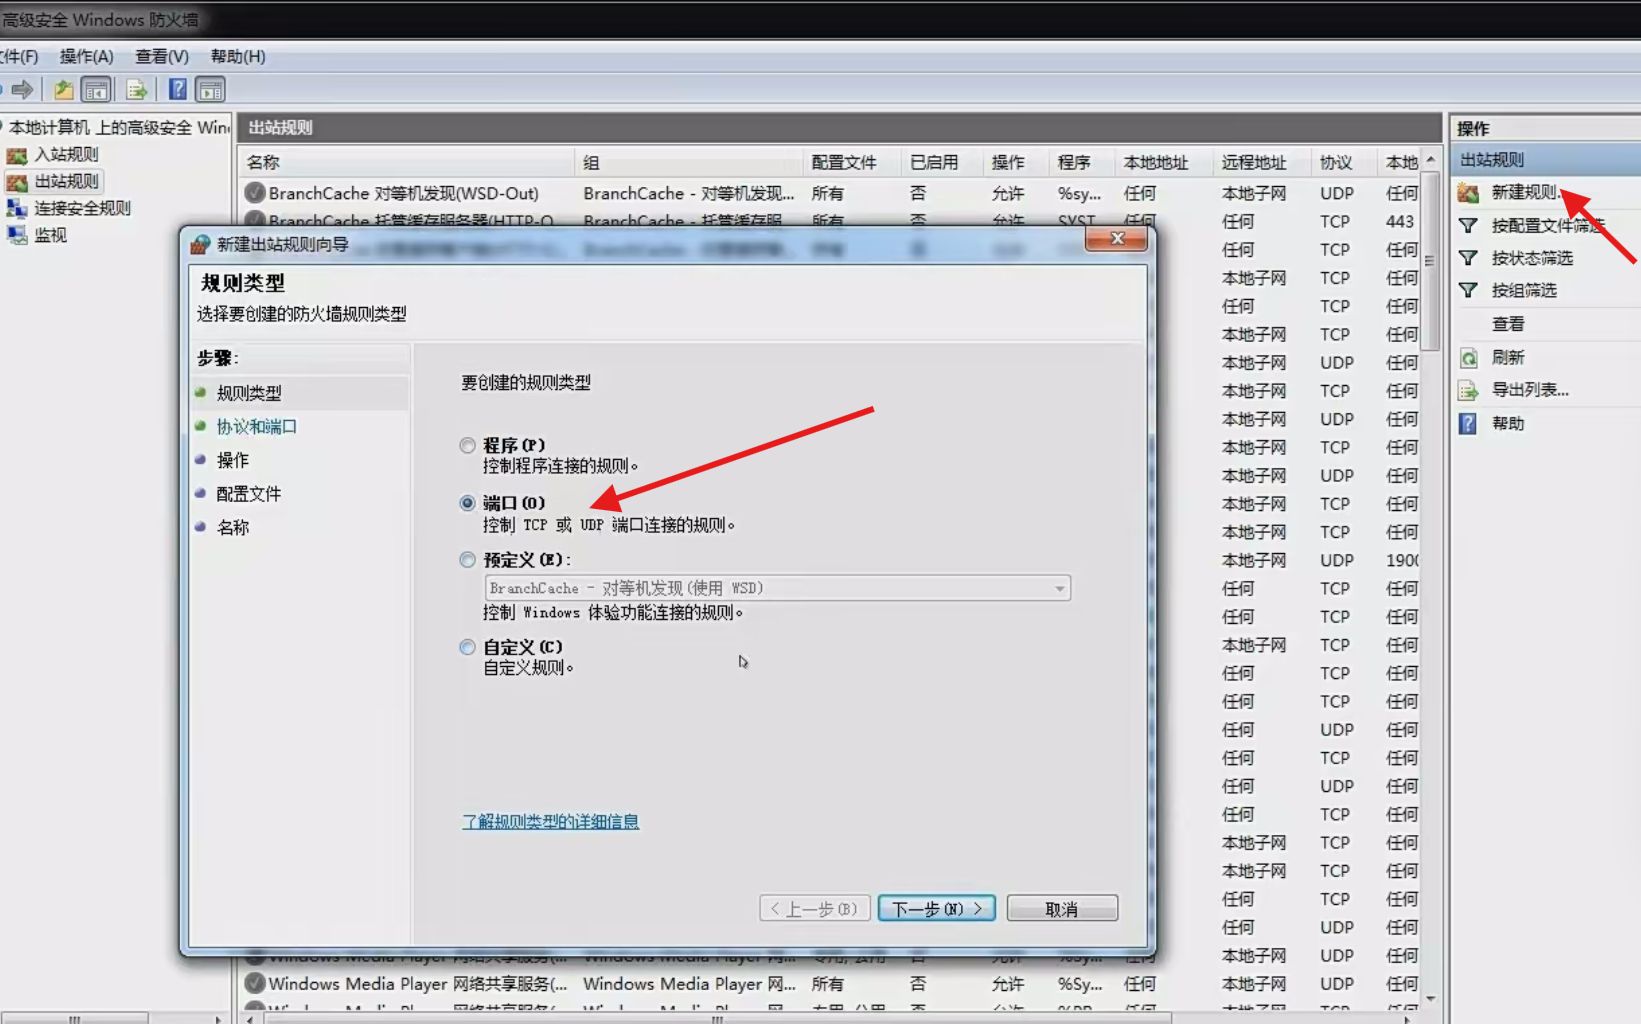 高级安全 Windows 防火墙
件(F) 操作(A) 查看(V) 帮助(H)
本地计算机 上的高级安全 Win
入站规则
出站规则
连接安全规则
监视
出站规则
名称 组 配置文件 已启用 操作 程序 本地地址 远程地址 协议 本地
BranchCache 对等机发现(WSD-Out) BranchCache - 对等机发现... 所有 否 允许 %sy... 任何 本地子网 UDP 任何
BranchCache 托管缓存服务器(HTTP-O BranchCache - 托管缓存服 所有 否 允许 SYST 任何 任何 TCP 443
任何 TCP 任何
本地子网 TCP 任何
任何 TCP 任何
本地子网 TCP 任何
本地子网 UDP 任何
本地子网 TCP 任何
本地子网 UDP 任何
本地子网 TCP 任何
本地子网 UDP 任何
本地子网 TCP 任何
本地子网 TCP 任何
本地子网 UDP 1900
任何 TCP 任何
任何 TCP 任何
本地子网 TCP 任何
任何 TCP 任何
任何 TCP 任何
任何 UDP 任何
任何 TCP 任何
任何 UDP 任何
任何 TCP 任何
本地子网 TCP 任何
本地子网 TCP 任何
任何 TCP 任何
任何 UDP 任何
本地子网 UDP 任何
Windows Media Player 网络共享服务(... Windows Media Player 网... 所有 否 允许 %Sy... 任何 本地子网 UDP 任何
新建出站规则向导
规则类型
选择要创建的防火墙规则类型
步骤:
规则类型
协议和端口
操作
配置文件
名称
要创建的规则类型
程序(P)
控制程序连接的规则。
端口(O)
控制 TCP 或 UDP 端口连接的规则。
预定义(E):
BranchCache - 对等机发现(使用 WSD)
控制 Windows 体验功能连接的规则。
自定义(C)
自定义规则。
了解规则类型的详细信息
< 上一步(B) 下一步(N) > 取消
操作
出站规则
新建规则...
按配置文件筛选
按状态筛选
按组筛选
查看
刷新
导出列表...
帮助